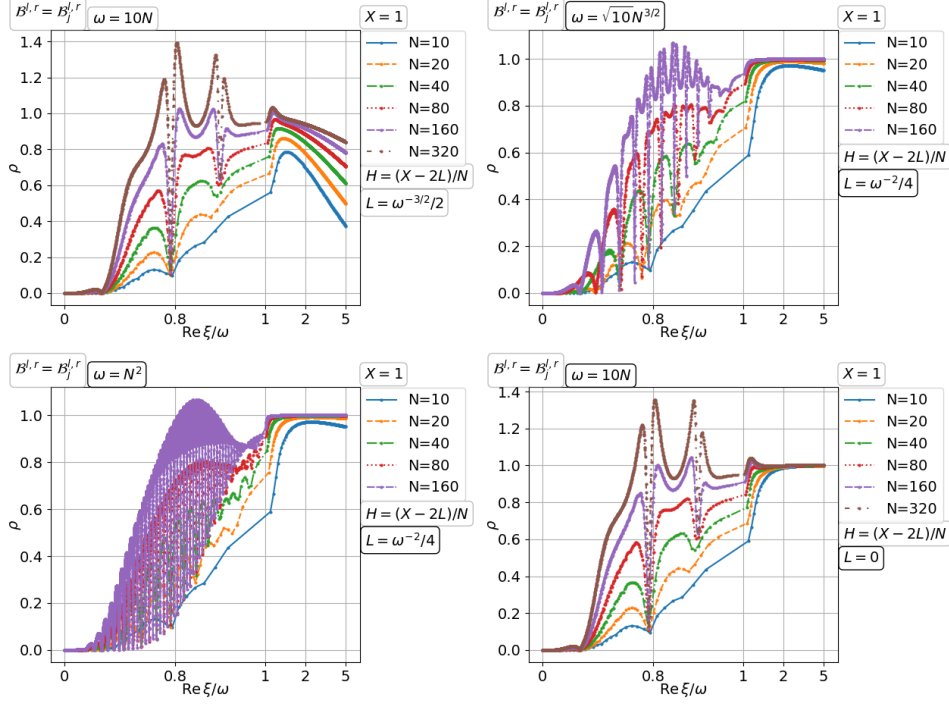 ℬ^{l,r} = ℬ_j^{l,r} ω = 10N X = 1
1.4
1.2
1.0
0.8
0.6
0.4
0.2
0.0
ρ
0 0.8 1 2 5
Re ξ/ω
N=10
N=20
N=40
N=80
N=160
N=320
H = (X − 2L)/N
L = ω^{−3/2}/2
ℬ^{l,r} = ℬ_j^{l,r} ω = √10N^{3/2} X = 1
1.0
0.8
0.6
0.4
0.2
0.0
ρ
0 0.8 1 2 5
Re ξ/ω
N=10
N=20
N=40
N=80
N=160
H = (X − 2L)/N
L = ω^{−2}/4
ℬ^{l,r} = ℬ_j^{l,r} ω = N² X = 1
1.0
0.8
0.6
0.4
0.2
0.0
ρ
0 0.8 1 2 5
Re ξ/ω
N=10
N=20
N=40
N=80
N=160
H = (X − 2L)/N
L = ω^{−2}/4
ℬ^{l,r} = ℬ_j^{l,r} ω = 10N X = 1
1.4
1.2
1.0
0.8
0.6
0.4
0.2
0.0
ρ
0 0.8 1 2 5
Re ξ/ω
N=10
N=20
N=40
N=80
N=160
N=320
H = (X − 2L)/N
L = 0